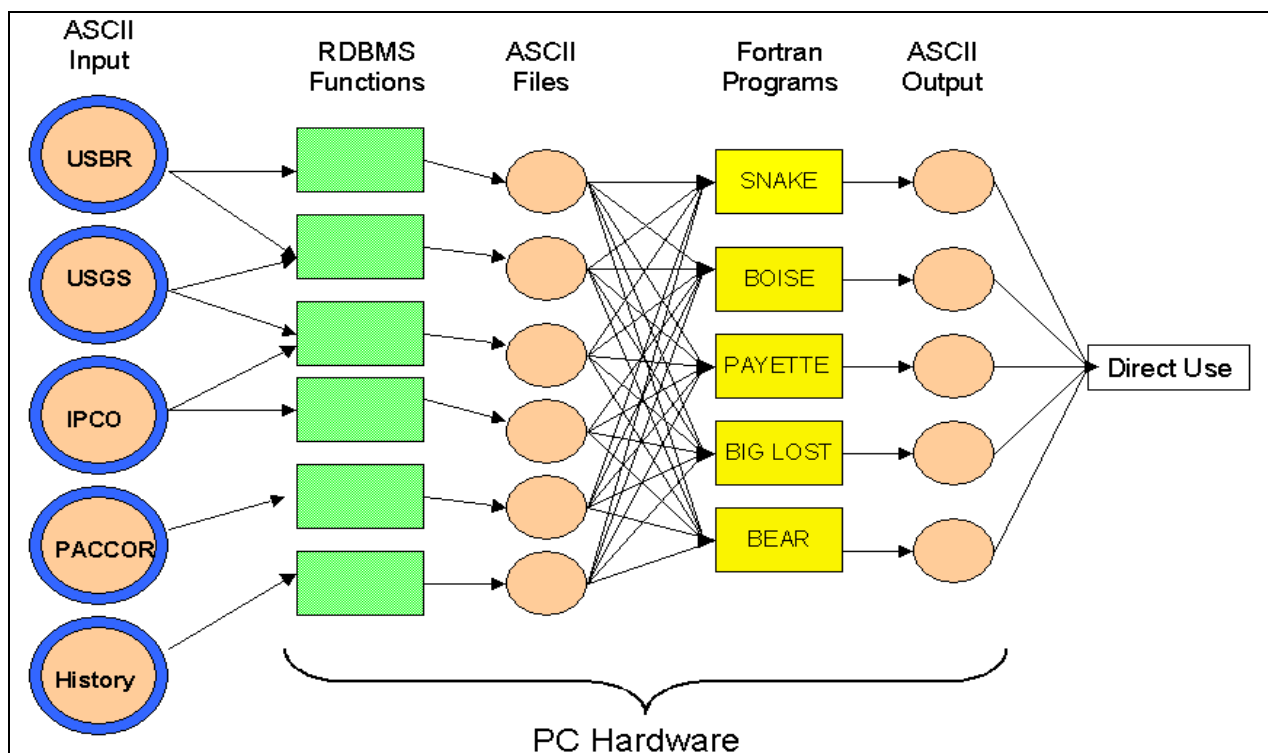 ASCII
Input
RDBMS
Functions
ASCII
Files
Fortran
Programs
ASCII
Output
USBR
USGS
IPCO
PACCOR
History
SNAKE
BOISE
PAYETTE
BIG LOST
BEAR
Direct Use
PC Hardware